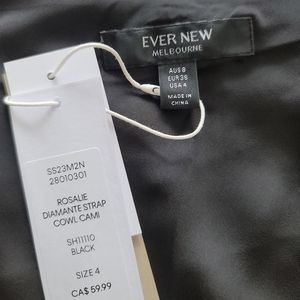 EVER NEW
MELBOURNE
AUS 8
EUR 36
USA 4
MADE IN
CHINA
SS23M2N
28010301
ROSALIE
DIAMANTE STRAP
COWL CAMI
SH11110
BLACK
SIZE 4
CA$ 59.99